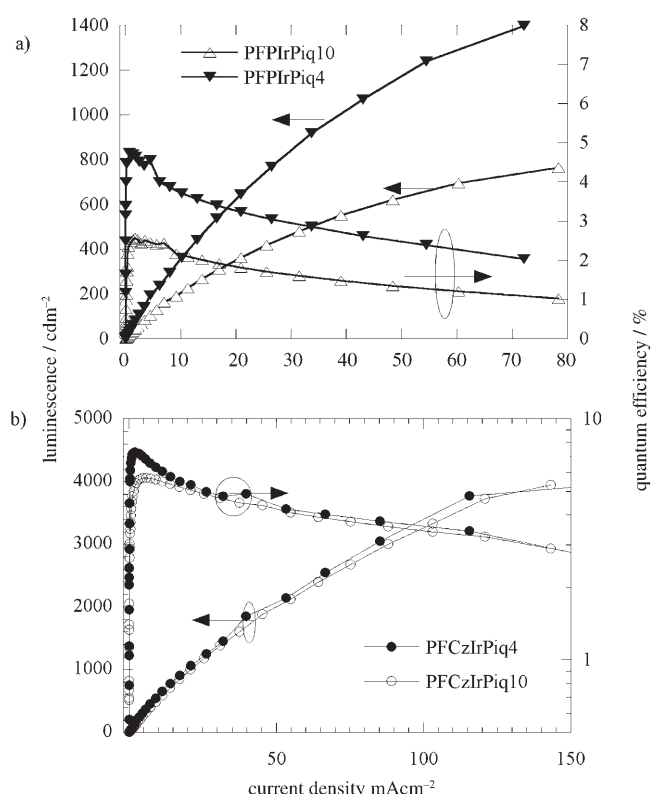 a)
1400
1200
1000
800
600
400
200
0
PFPIrPiq10
PFPIrPiq4
8
7
6
5
4
3
2
1
0
0 10 20 30 40 50 60 70 80
luminescence / cdm⁻²
quantum efficiency / %
b)
5000
4000
3000
2000
1000
0
10
1
PFCzIrPiq4
PFCzIrPiq10
50 100 150
current density mAcm⁻²